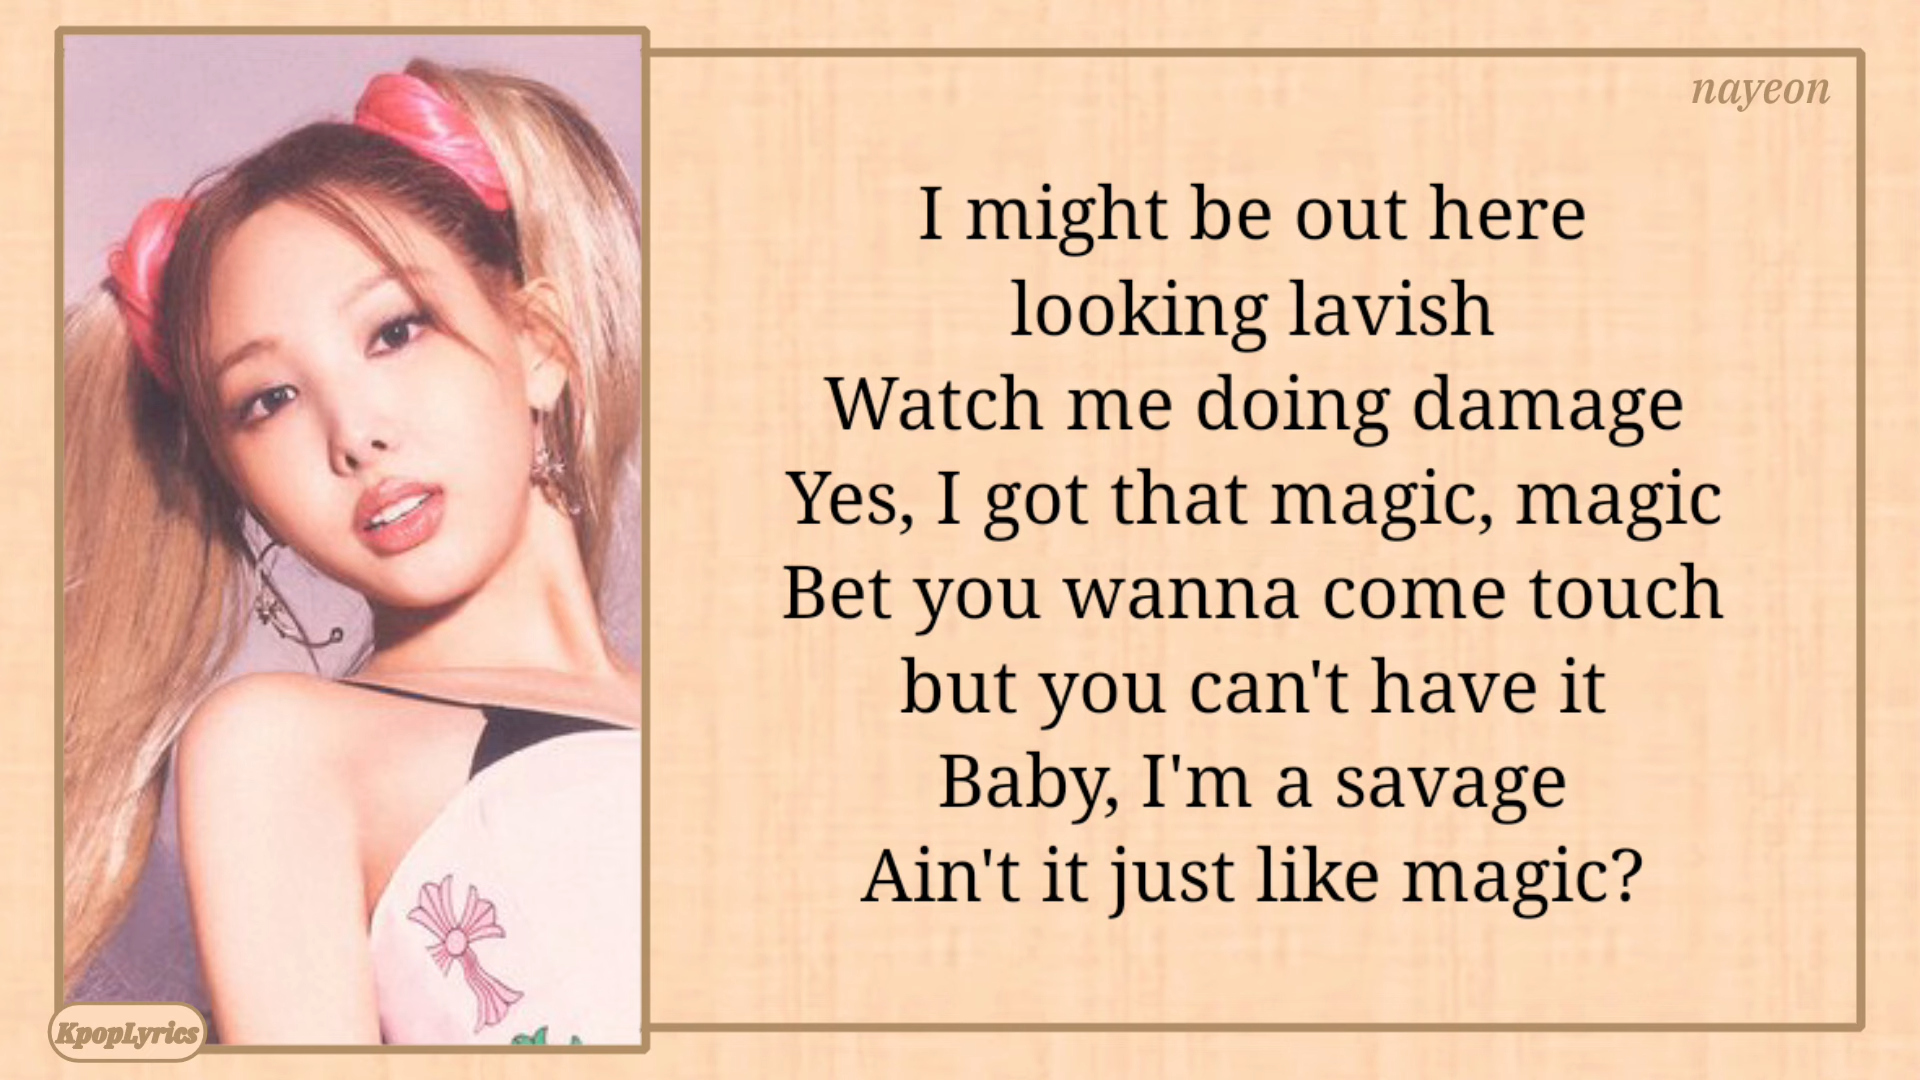 nayeon
I might be out here
looking lavish
Watch me doing damage
Yes, I got that magic, magic
Bet you wanna come touch
but you can't have it
Baby, I'm a savage
Ain't it just like magic?
KpopLyrics